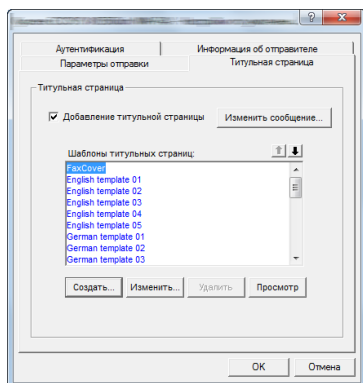 Аутентификация
Информация об отправителе
Параметры отправки
Титульная страница
Титульная страница
Добавление титульной страницы
Изменить сообщение...
Шаблоны титульных страниц:
FaxCover
English template 01
English template 02
English template 03
English template 04
English template 05
German template 01
German template 02
German template 03
Создать...
Изменить...
Удалить
Просмотр
OK
Отмена